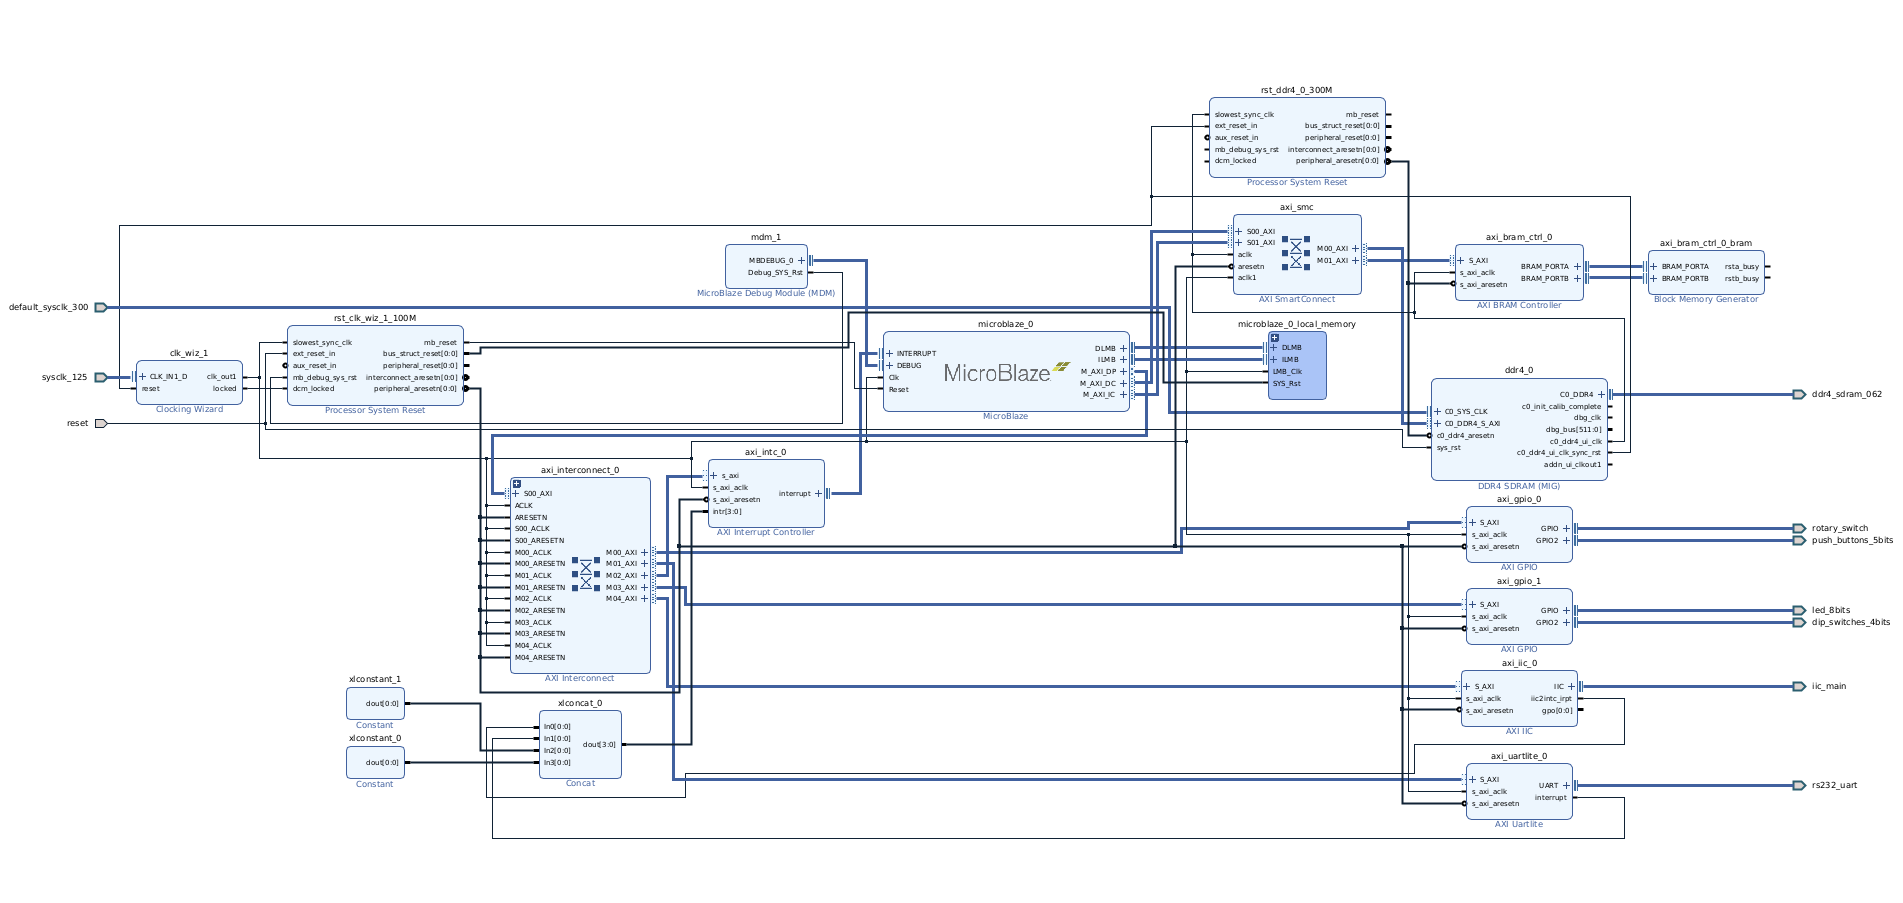 rst_ddr4_0_300M
slowest_sync_clk
ext_reset_in
aux_reset_in
mb_debug_sys_rst
dcm_locked
mb_reset
bus_struct_reset[0:0]
peripheral_reset[0:0]
interconnect_aresetn[0:0]
peripheral_aresetn[0:0]
Processor System Reset
axi_smc
S00_AXI
S01_AXI
aclk
aresetn
aclk1
M00_AXI
M01_AXI
AXI SmartConnect
axi_bram_ctrl_0
S_AXI
s_axi_aclk
s_axi_aresetn
BRAM_PORTA
BRAM_PORTB
AXI BRAM Controller
axi_bram_ctrl_0_bram
BRAM_PORTA
BRAM_PORTB
rsta_busy
rstb_busy
Block Memory Generator
mdm_1
MBDEBUG_0
Debug_SYS_Rst
MicroBlaze Debug Module (MDM)
default_sysclk_300
sysclk_125
reset
clk_wiz_1
CLK_IN1_D
reset
clk_out1
locked
Clocking Wizard
rst_clk_wiz_1_100M
slowest_sync_clk
ext_reset_in
aux_reset_in
mb_debug_sys_rst
dcm_locked
mb_reset
bus_struct_reset[0:0]
peripheral_reset[0:0]
interconnect_aresetn[0:0]
peripheral_aresetn[0:0]
Processor System Reset
microblaze_0
INTERRUPT
DEBUG
Clk
Reset
MicroBlaze
DLMB
ILMB
M_AXI_DP
M_AXI_DC
M_AXI_IC
MicroBlaze
microblaze_0_local_memory
DLMB
ILMB
LMB_Clk
SYS_Rst
ddr4_0
C0_SYS_CLK
C0_DDR4_S_AXI
c0_ddr4_aresetn
sys_rst
C0_DDR4
c0_init_calib_complete
dbg_clk
dbg_bus[511:0]
c0_ddr4_ui_clk
c0_ddr4_ui_clk_sync_rst
addn_ui_clkout1
DDR4 SDRAM (MIG)
ddr4_sdram_062
axi_intc_0
s_axi
s_axi_aclk
s_axi_aresetn
intr[3:0]
interrupt
AXI Interrupt Controller
axi_interconnect_0
S00_AXI
ACLK
ARESETN
S00_ACLK
S00_ARESETN
M00_ACLK
M00_ARESETN
M01_ACLK
M01_ARESETN
M02_ACLK
M02_ARESETN
M03_ACLK
M03_ARESETN
M04_ACLK
M04_ARESETN
M00_AXI
M01_AXI
M02_AXI
M03_AXI
M04_AXI
AXI Interconnect
axi_gpio_0
S_AXI
s_axi_aclk
s_axi_aresetn
GPIO
GPIO2
AXI GPIO
rotary_switch
push_buttons_5bits
axi_gpio_1
S_AXI
s_axi_aclk
s_axi_aresetn
GPIO
GPIO2
AXI GPIO
led_8bits
dip_switches_4bits
axi_iic_0
S_AXI
s_axi_aclk
s_axi_aresetn
IIC
iic2intc_irpt
gpo[0:0]
AXI IIC
iic_main
xlconstant_1
dout[0:0]
Constant
xlconstant_0
dout[0:0]
Constant
xlconcat_0
In0[0:0]
In1[0:0]
In2[0:0]
In3[0:0]
dout[3:0]
Concat
axi_uartlite_0
S_AXI
s_axi_aclk
s_axi_aresetn
UART
interrupt
AXI Uartlite
rs232_uart